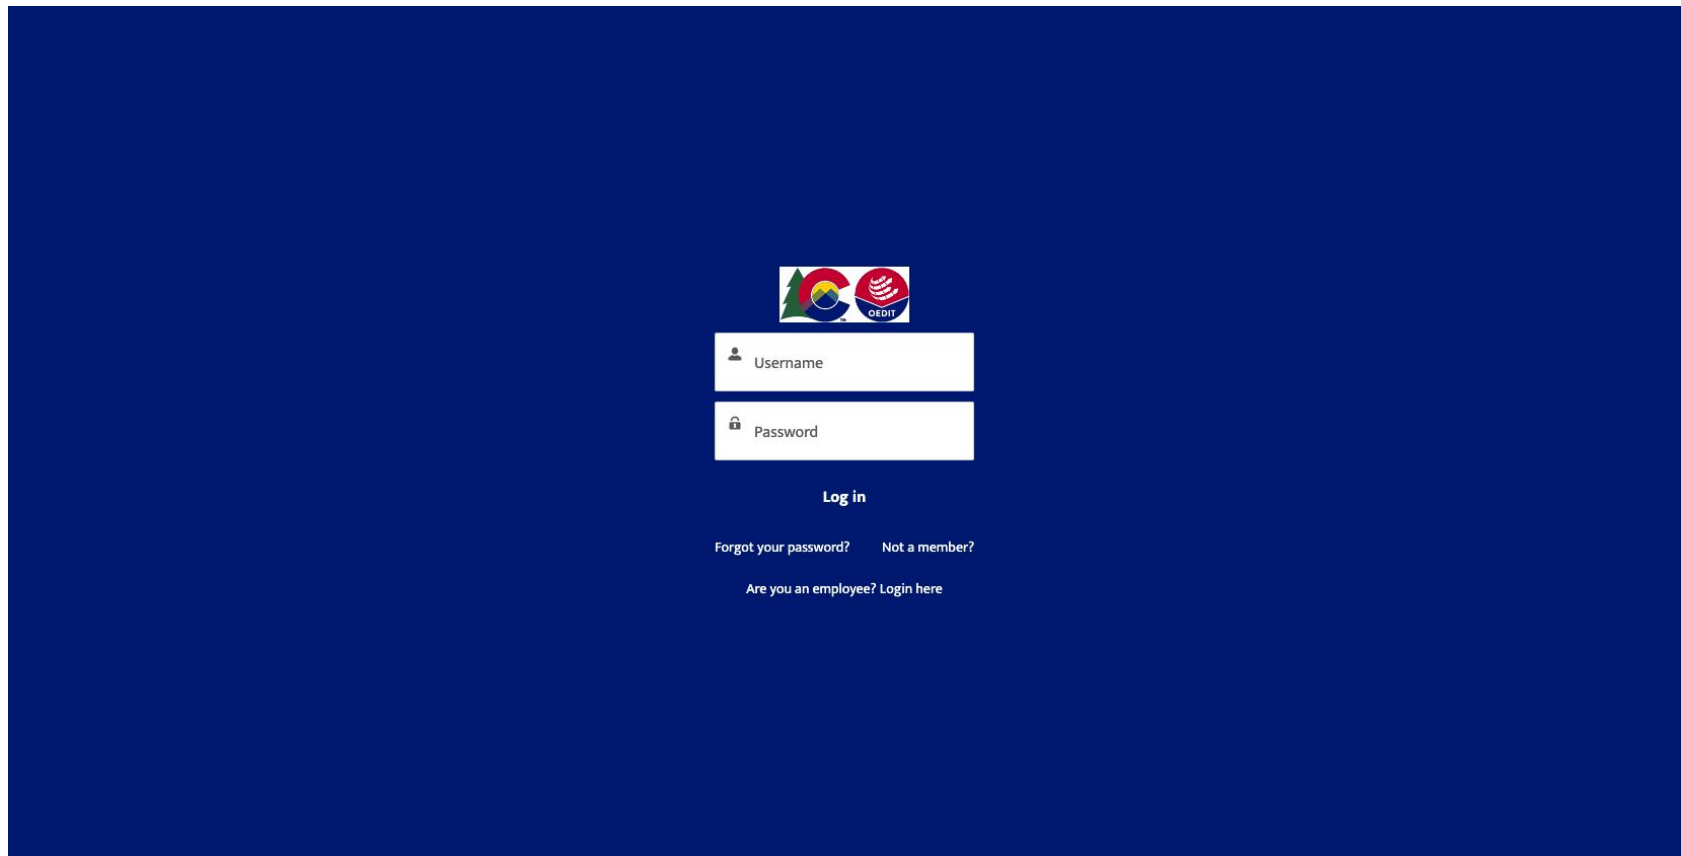 OEDIT
Username
Password
Log in
Forgot your password? Not a member?
Are you an employee? Login here